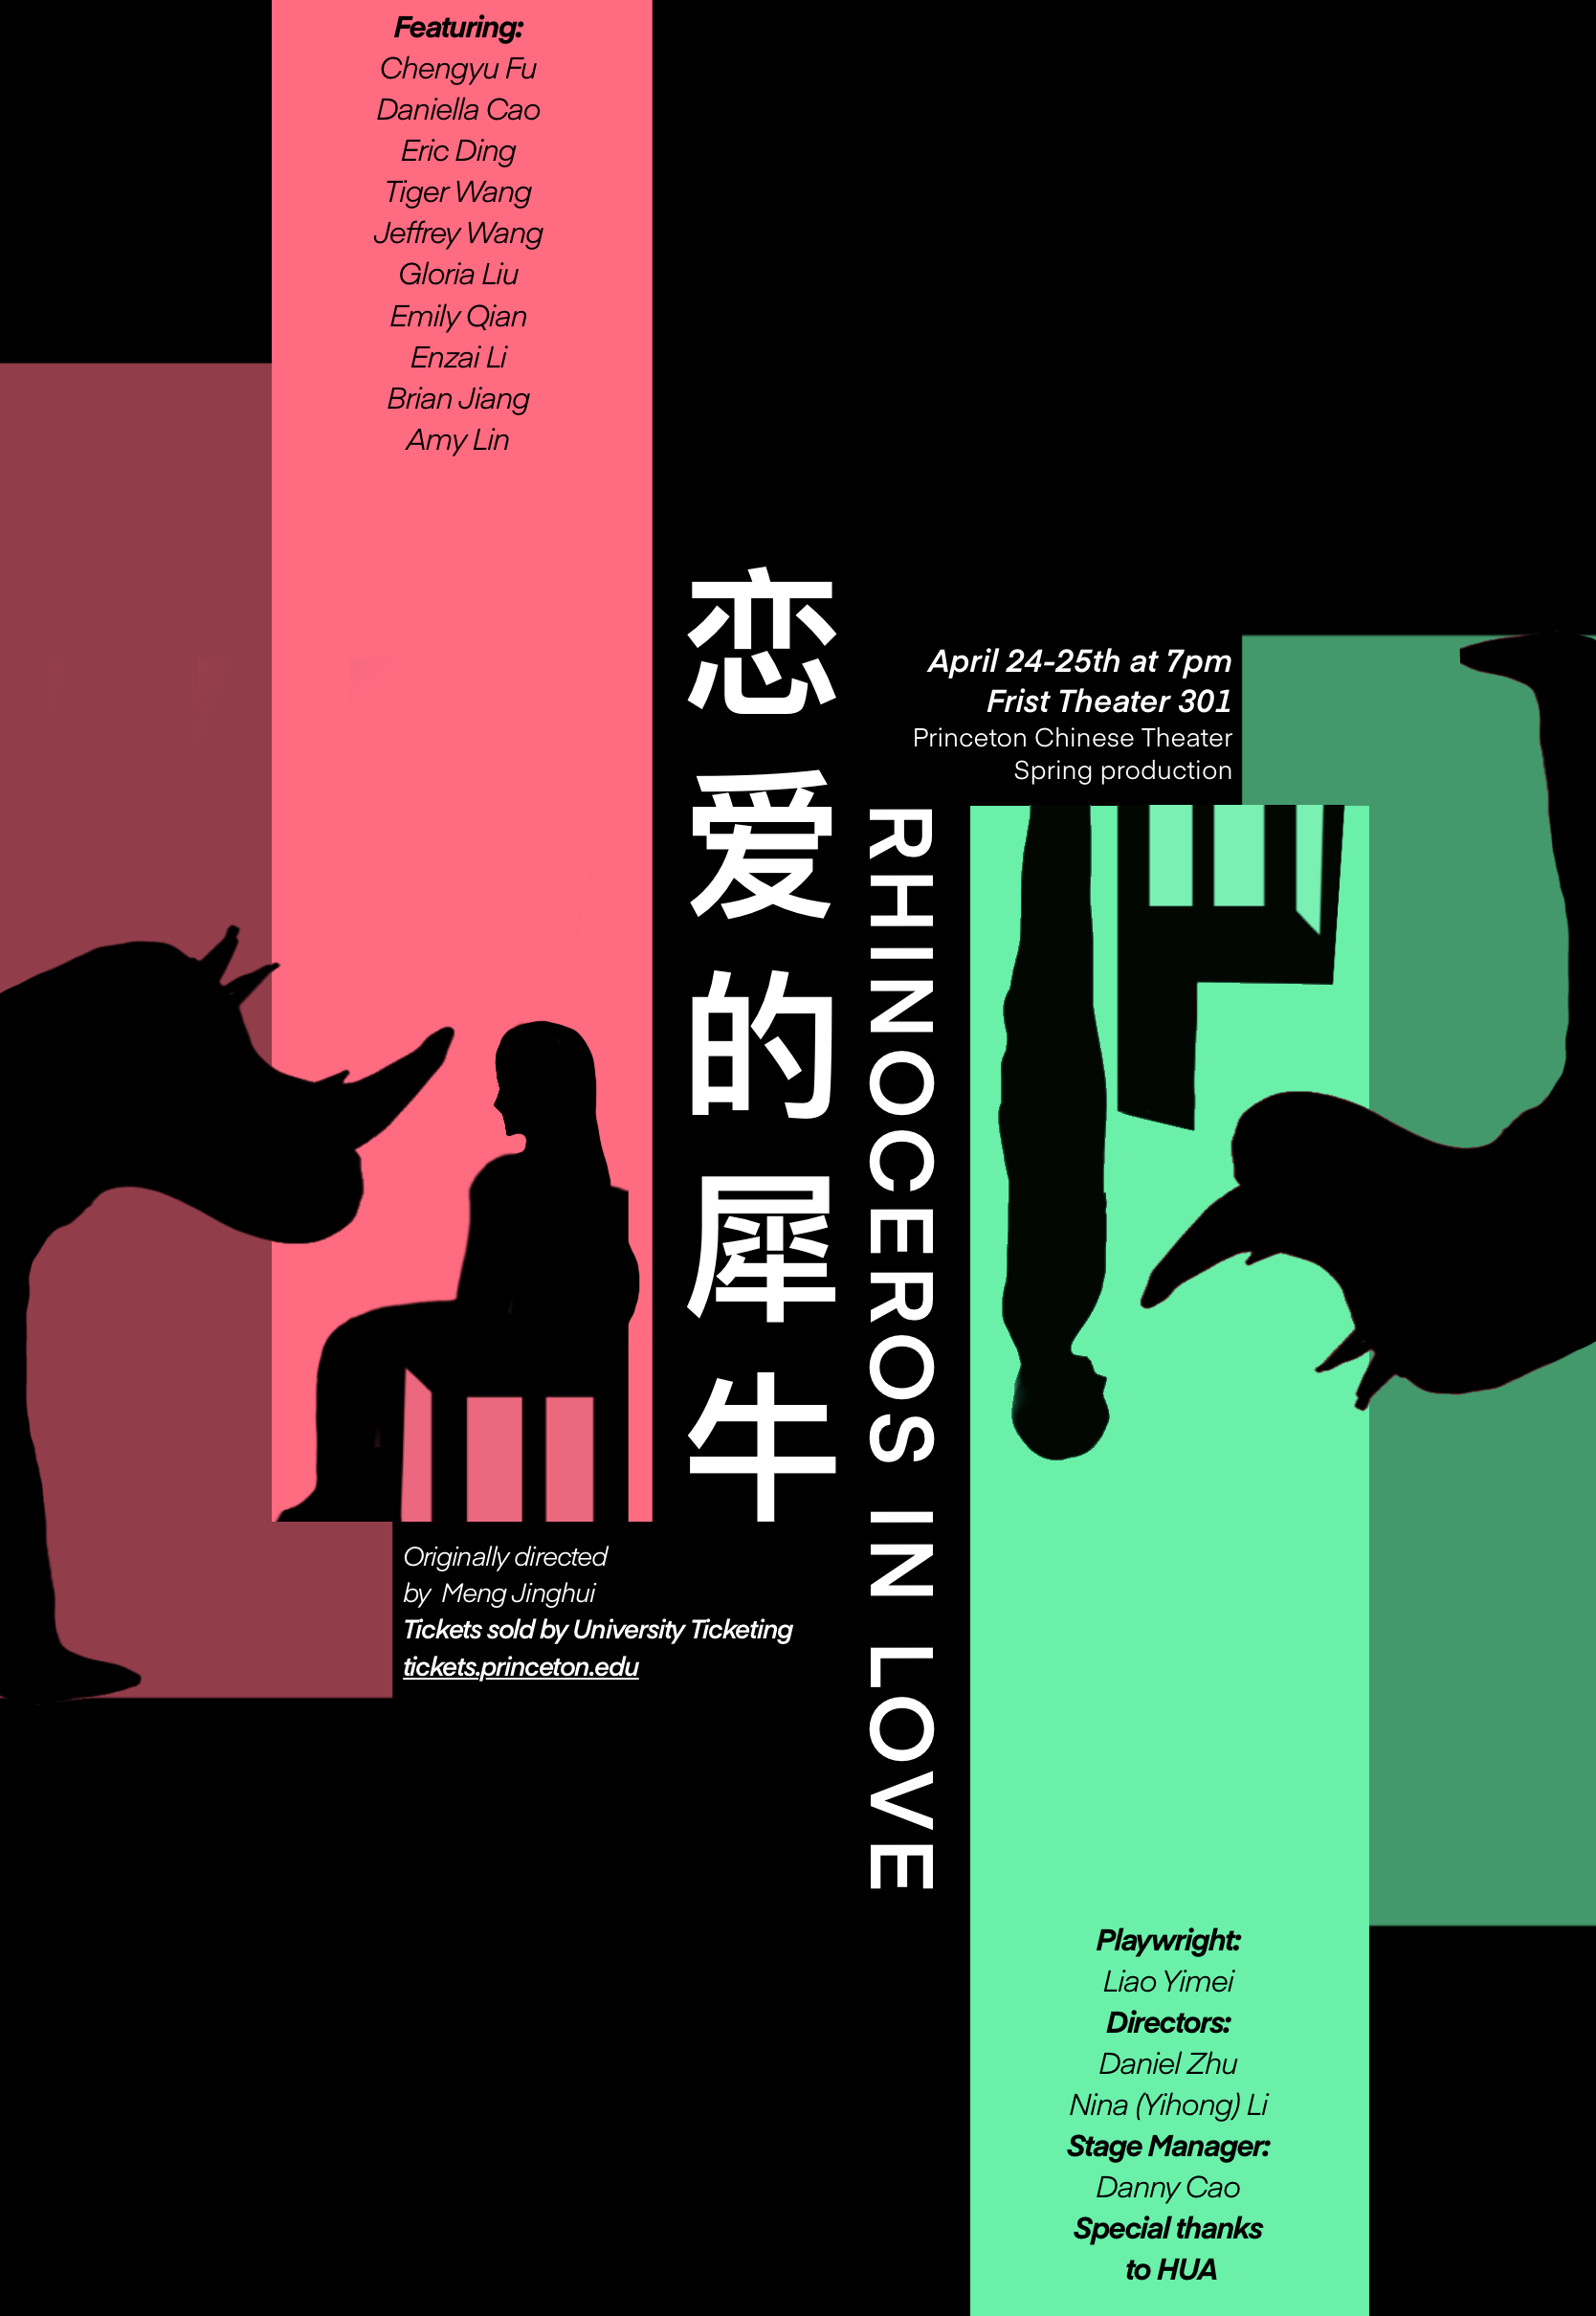 Featuring:
Chengyu Fu
Daniella Cao
Eric Ding
Tiger Wang
Jeffrey Wang
Gloria Liu
Emily Qian
Enzai Li
Brian Jiang
Amy Lin
恋爱的犀牛
RHINOCEROS IN LOVE
April 24-25th at 7pm
Frist Theater 301
Princeton Chinese Theater
Spring production
Originally directed
by Meng Jinghui
Tickets sold by University Ticketing
tickets.princeton.edu
Playwright:
Liao Yimei
Directors:
Daniel Zhu
Nina (Yihong) Li
Stage Manager:
Danny Cao
Special thanks
to HUA